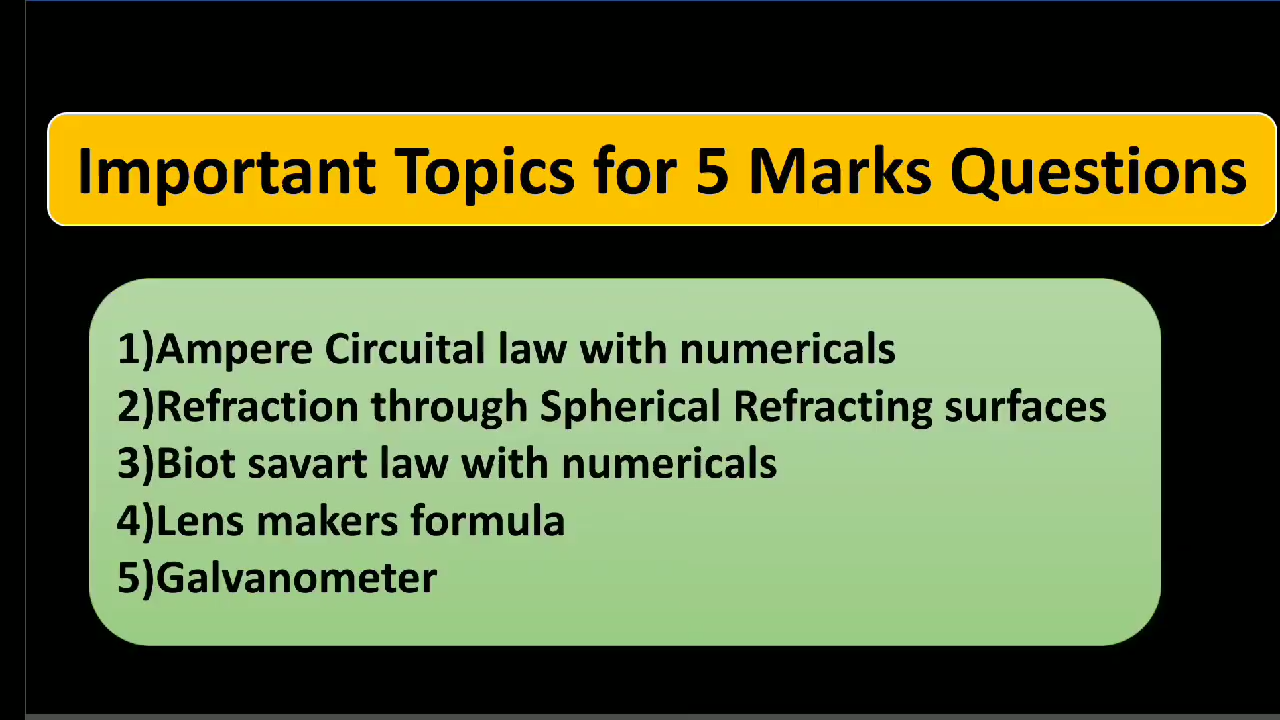 Important Topics for 5 Marks Questions
1)Ampere Circuital law with numericals
2)Refraction through Spherical Refracting surfaces
3)Biot savart law with numericals
4)Lens makers formula
5)Galvanometer